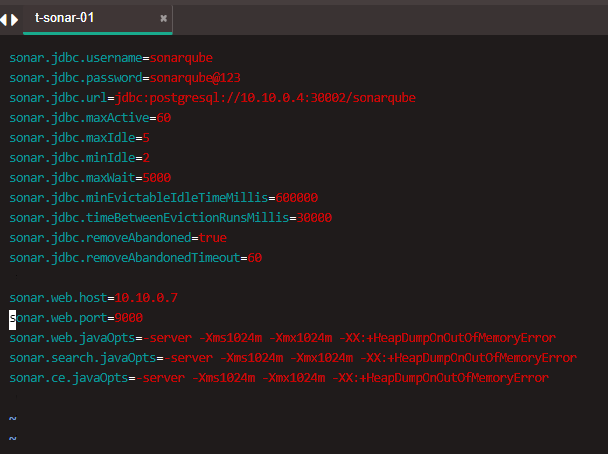 t-sonar-01
sonar.jdbc.username=sonarqube
sonar.jdbc.password=sonarqube@123
sonar.jdbc.url=jdbc:postgresql://10.10.0.4:30002/sonarqube
sonar.jdbc.maxActive=60
sonar.jdbc.maxIdle=5
sonar.jdbc.minIdle=2
sonar.jdbc.maxWait=5000
sonar.jdbc.minEvictableIdleTimeMillis=600000
sonar.jdbc.timeBetweenEvictionRunsMillis=30000
sonar.jdbc.removeAbandoned=true
sonar.jdbc.removeAbandonedTimeout=60
sonar.web.host=10.10.0.7
sonar.web.port=9000
sonar.web.javaOpts=-server -Xms1024m -Xmx1024m -XX:+HeapDumpOnOutOfMemoryError
sonar.search.javaOpts=-server -Xms1024m -Xmx1024m -XX:+HeapDumpOnOutOfMemoryError
sonar.ce.javaOpts=-server -Xms1024m -Xmx1024m -XX:+HeapDumpOnOutOfMemoryError
~
~